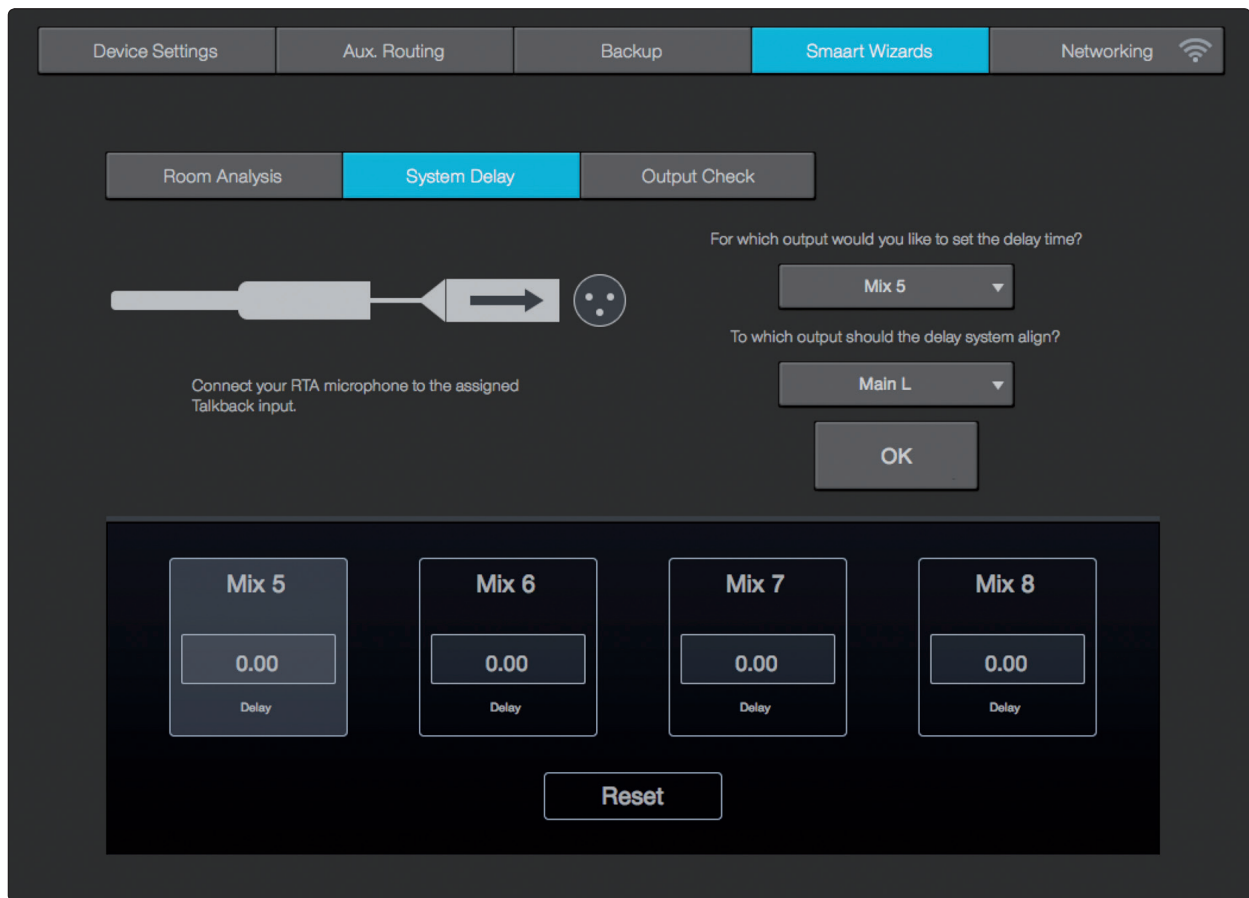 Device Settings
Aux. Routing
Backup
Smaart Wizards
Networking
Room Analysis
System Delay
Output Check
For which output would you like to set the delay time?
Mix 5
To which output should the delay system align?
Main L
OK
Connect your RTA microphone to the assigned
Talkback input.
Mix 5
0.00
Delay
Mix 6
0.00
Delay
Mix 7
0.00
Delay
Mix 8
0.00
Delay
Reset